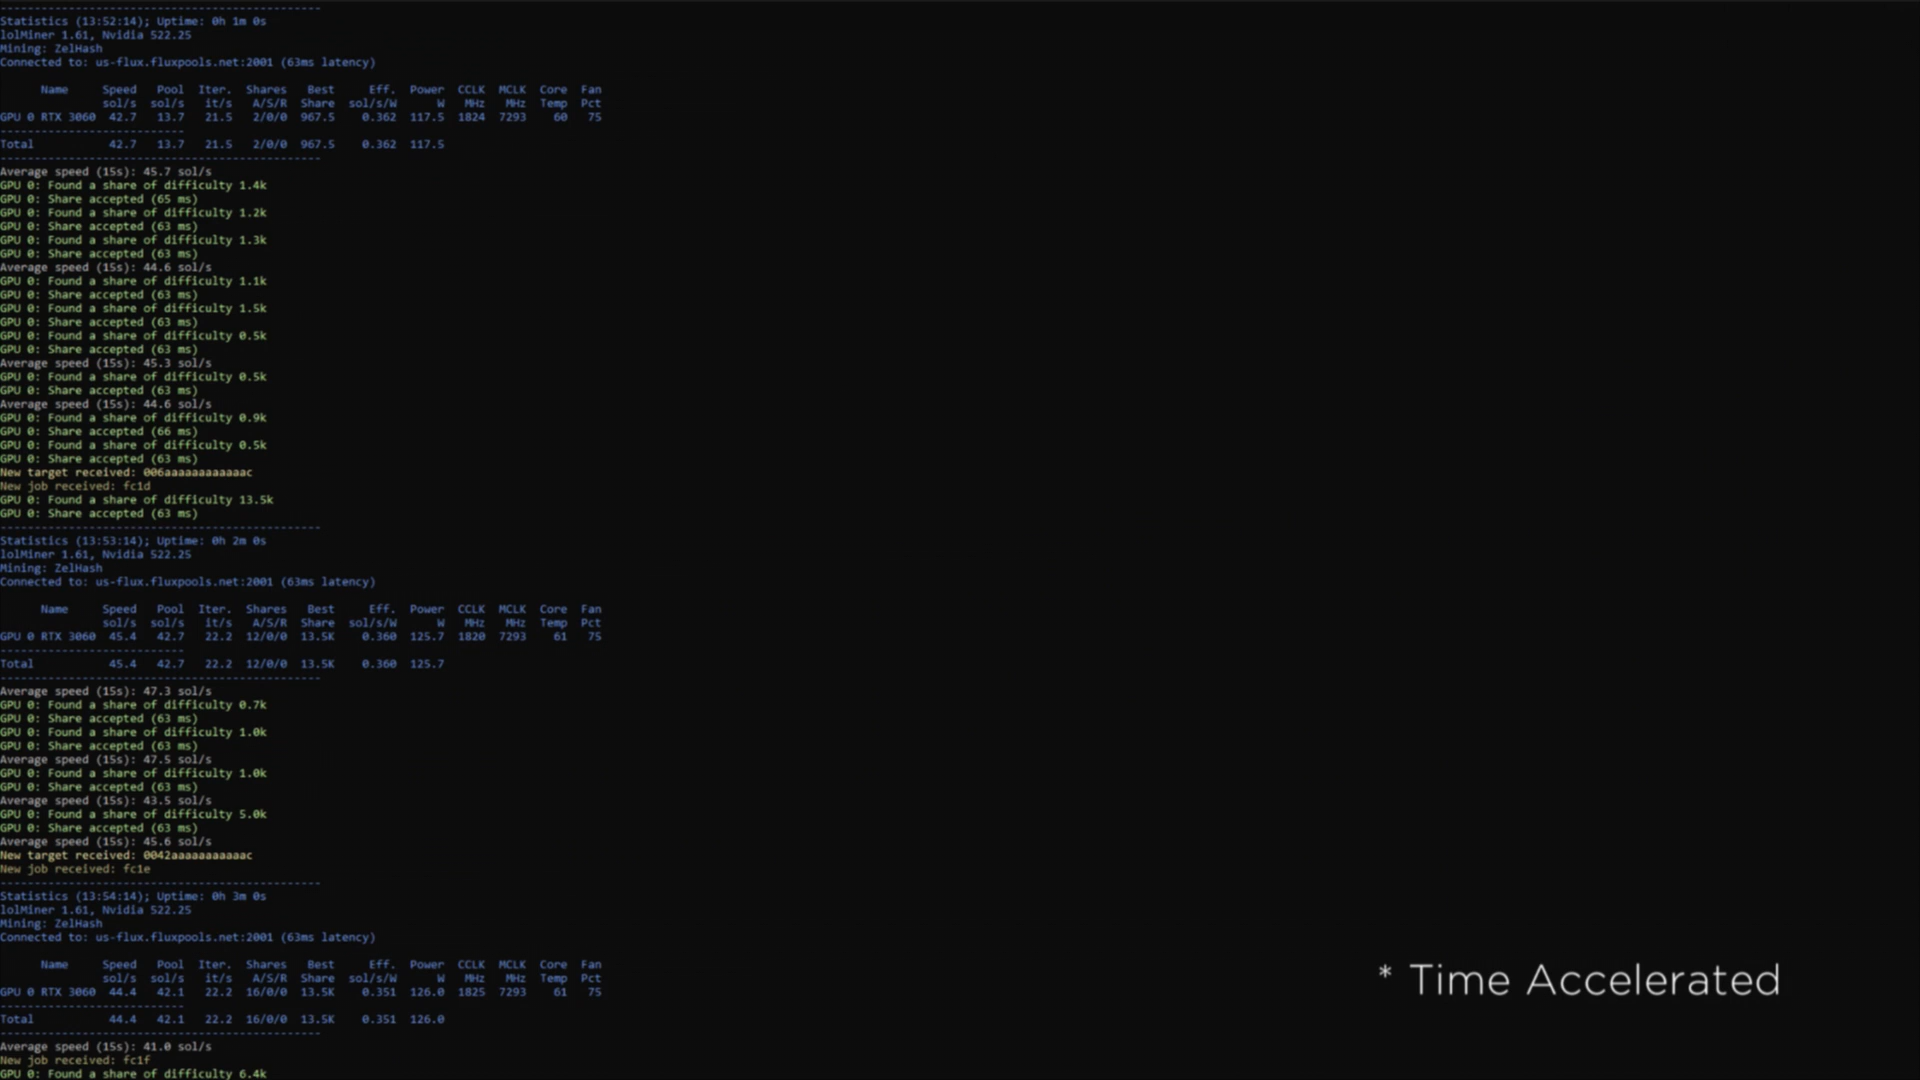 -----------------------------------------------
Statistics (13:52:14); Uptime: 0h 1m 0s
lolMiner 1.61, Nvidia 522.25
Mining: ZelHash
Connected to: us-flux.fluxpools.net:2001 (63ms latency)
Name Speed Pool Iter. Shares Best Eff. Power CCLK MCLK Core Fan
sol/s sol/s it/s A/S/R Share sol/s/W W MHz MHz Temp Pct
GPU 0 RTX 3060 42.7 13.7 21.5 2/0/0 967.5 0.362 117.5 1824 7293 60 75
---------------------------
Total 42.7 13.7 21.5 2/0/0 967.5 0.362 117.5
-----------------------------------------------
Average speed (15s): 45.7 sol/s
GPU 0: Found a share of difficulty 1.4k
GPU 0: Share accepted (65 ms)
GPU 0: Found a share of difficulty 1.2k
GPU 0: Share accepted (63 ms)
GPU 0: Found a share of difficulty 1.3k
GPU 0: Share accepted (63 ms)
Average speed (15s): 44.6 sol/s
GPU 0: Found a share of difficulty 1.1k
GPU 0: Share accepted (63 ms)
GPU 0: Found a share of difficulty 1.5k
GPU 0: Share accepted (63 ms)
GPU 0: Found a share of difficulty 0.5k
GPU 0: Share accepted (63 ms)
Average speed (15s): 45.3 sol/s
GPU 0: Found a share of difficulty 0.5k
GPU 0: Share accepted (63 ms)
Average speed (15s): 44.6 sol/s
GPU 0: Found a share of difficulty 0.9k
GPU 0: Share accepted (66 ms)
GPU 0: Found a share of difficulty 0.5k
GPU 0: Share accepted (63 ms)
New target received: 006aaaaaaaaaaaac
New job received: fc1d
GPU 0: Found a share of difficulty 13.5k
GPU 0: Share accepted (63 ms)
-----------------------------------------------
Statistics (13:53:14); Uptime: 0h 2m 0s
lolMiner 1.61, Nvidia 522.25
Mining: ZelHash
Connected to: us-flux.fluxpools.net:2001 (63ms latency)
Name Speed Pool Iter. Shares Best Eff. Power CCLK MCLK Core Fan
sol/s sol/s it/s A/S/R Share sol/s/W W MHz MHz Temp Pct
GPU 0 RTX 3060 45.4 42.7 22.2 12/0/0 13.5K 0.360 125.7 1820 7293 61 75
---------------------------
Total 45.4 42.7 22.2 12/0/0 13.5K 0.360 125.7
-----------------------------------------------
Average speed (15s): 47.3 sol/s
GPU 0: Found a share of difficulty 0.7k
GPU 0: Share accepted (63 ms)
GPU 0: Found a share of difficulty 1.0k
GPU 0: Share accepted (63 ms)
Average speed (15s): 47.5 sol/s
GPU 0: Found a share of difficulty 1.0k
GPU 0: Share accepted (63 ms)
Average speed (15s): 43.5 sol/s
GPU 0: Found a share of difficulty 5.0k
GPU 0: Share accepted (63 ms)
Average speed (15s): 45.6 sol/s
New target received: 0042aaaaaaaaaaac
New job received: fc1e
-----------------------------------------------
Statistics (13:54:14); Uptime: 0h 3m 0s
lolMiner 1.61, Nvidia 522.25
Mining: ZelHash
Connected to: us-flux.fluxpools.net:2001 (63ms latency)
Name Speed Pool Iter. Shares Best Eff. Power CCLK MCLK Core Fan
sol/s sol/s it/s A/S/R Share sol/s/W W MHz MHz Temp Pct
GPU 0 RTX 3060 44.4 42.1 22.2 16/0/0 13.5K 0.351 126.0 1825 7293 61 75
---------------------------
Total 44.4 42.1 22.2 16/0/0 13.5K 0.351 126.0
-----------------------------------------------
Average speed (15s): 41.0 sol/s
New job received: fc1f
GPU 0: Found a share of difficulty 6.4k
* Time Accelerated